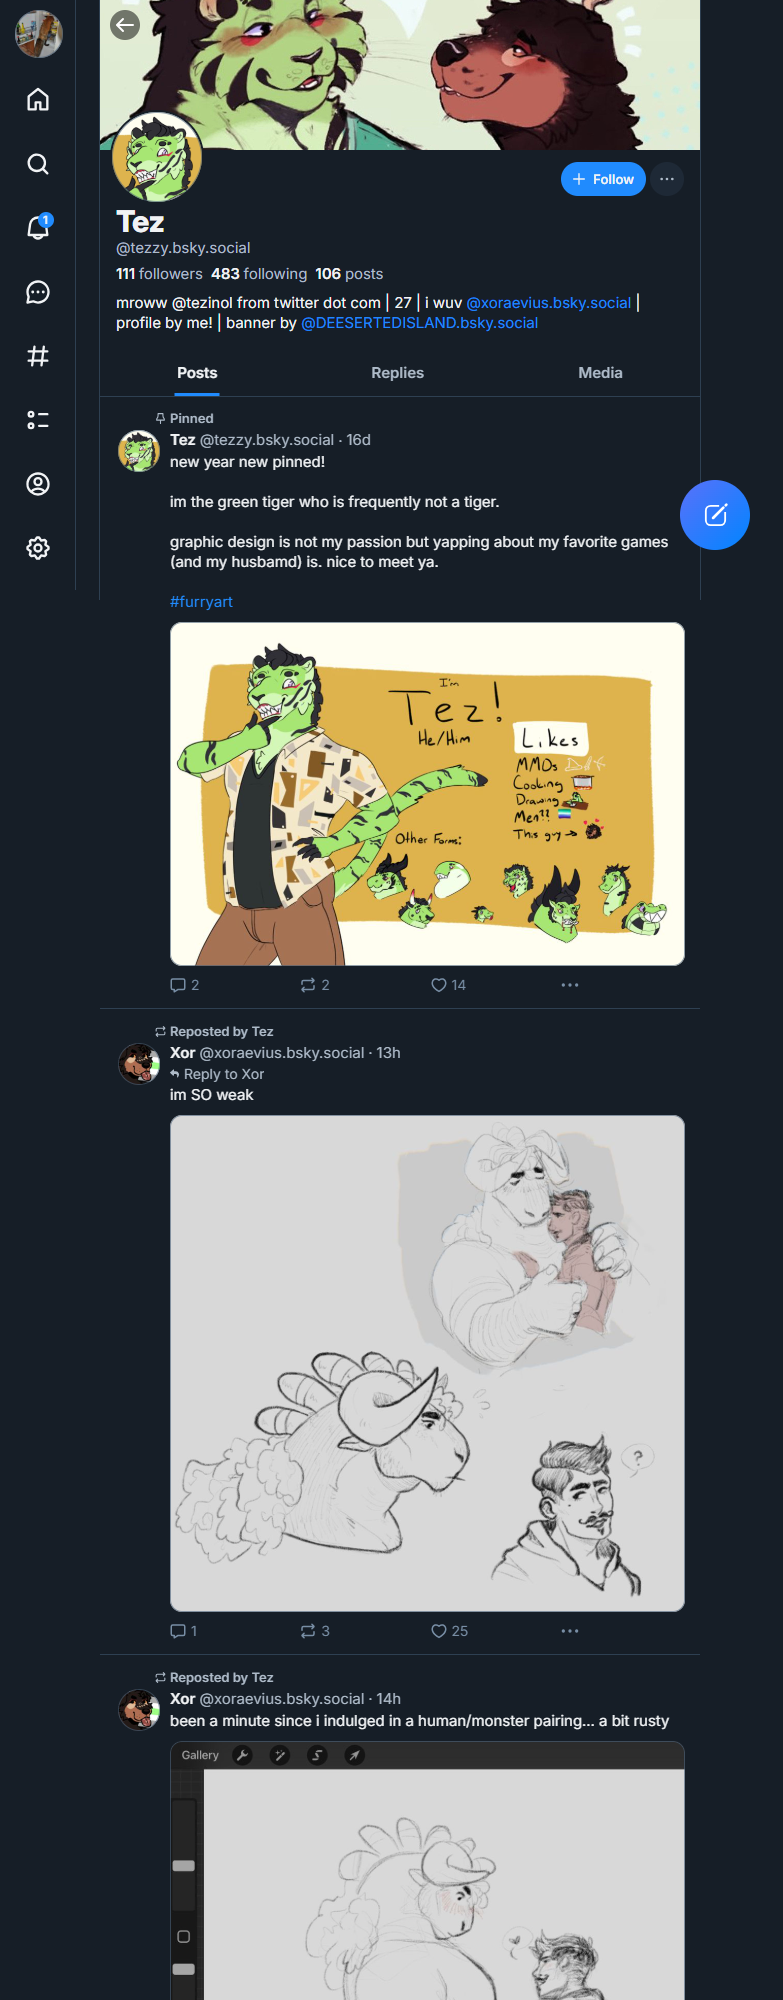 1
+ Follow
Tez
@tezzy.bsky.social
111 followers 483 following 106 posts
mroww @tezinol from twitter dot com | 27 | i wuv @xoraevius.bsky.social |
profile by me! | banner by @DEESERTEDISLAND.bsky.social
Posts Replies Media
Pinned
Tez @tezzy.bsky.social · 16d
new year new pinned!
im the green tiger who is frequently not a tiger.
graphic design is not my passion but yapping about my favorite games
(and my husbamd) is. nice to meet ya.
#furryart
I'm
Tez!
He/Him
Likes
MMOs
Cooking
Drawing
Men??
This guy →
Other Forms:
2 2 14
Reposted by Tez
Xor @xoraevius.bsky.social · 13h
Reply to Xor
im SO weak
?
1 3 25
Reposted by Tez
Xor @xoraevius.bsky.social · 14h
been a minute since i indulged in a human/monster pairing... a bit rusty
Gallery